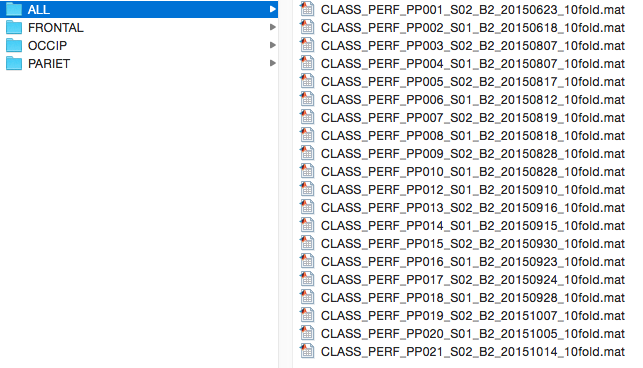 ALL
FRONTAL
OCCIP
PARIET
CLASS_PERF_PP001_S02_B2_20150623_10fold.mat
CLASS_PERF_PP002_S01_B2_20150618_10fold.mat
CLASS_PERF_PP003_S02_B2_20150807_10fold.mat
CLASS_PERF_PP004_S01_B2_20150807_10fold.mat
CLASS_PERF_PP005_S02_B2_20150817_10fold.mat
CLASS_PERF_PP006_S01_B2_20150812_10fold.mat
CLASS_PERF_PP007_S02_B2_20150819_10fold.mat
CLASS_PERF_PP008_S01_B2_20150818_10fold.mat
CLASS_PERF_PP009_S02_B2_20150828_10fold.mat
CLASS_PERF_PP010_S01_B2_20150828_10fold.mat
CLASS_PERF_PP012_S01_B2_20150910_10fold.mat
CLASS_PERF_PP013_S02_B2_20150916_10fold.mat
CLASS_PERF_PP014_S01_B2_20150915_10fold.mat
CLASS_PERF_PP015_S02_B2_20150930_10fold.mat
CLASS_PERF_PP016_S01_B2_20150923_10fold.mat
CLASS_PERF_PP017_S02_B2_20150924_10fold.mat
CLASS_PERF_PP018_S01_B2_20150928_10fold.mat
CLASS_PERF_PP019_S02_B2_20151007_10fold.mat
CLASS_PERF_PP020_S01_B2_20151005_10fold.mat
CLASS_PERF_PP021_S02_B2_20151014_10fold.mat